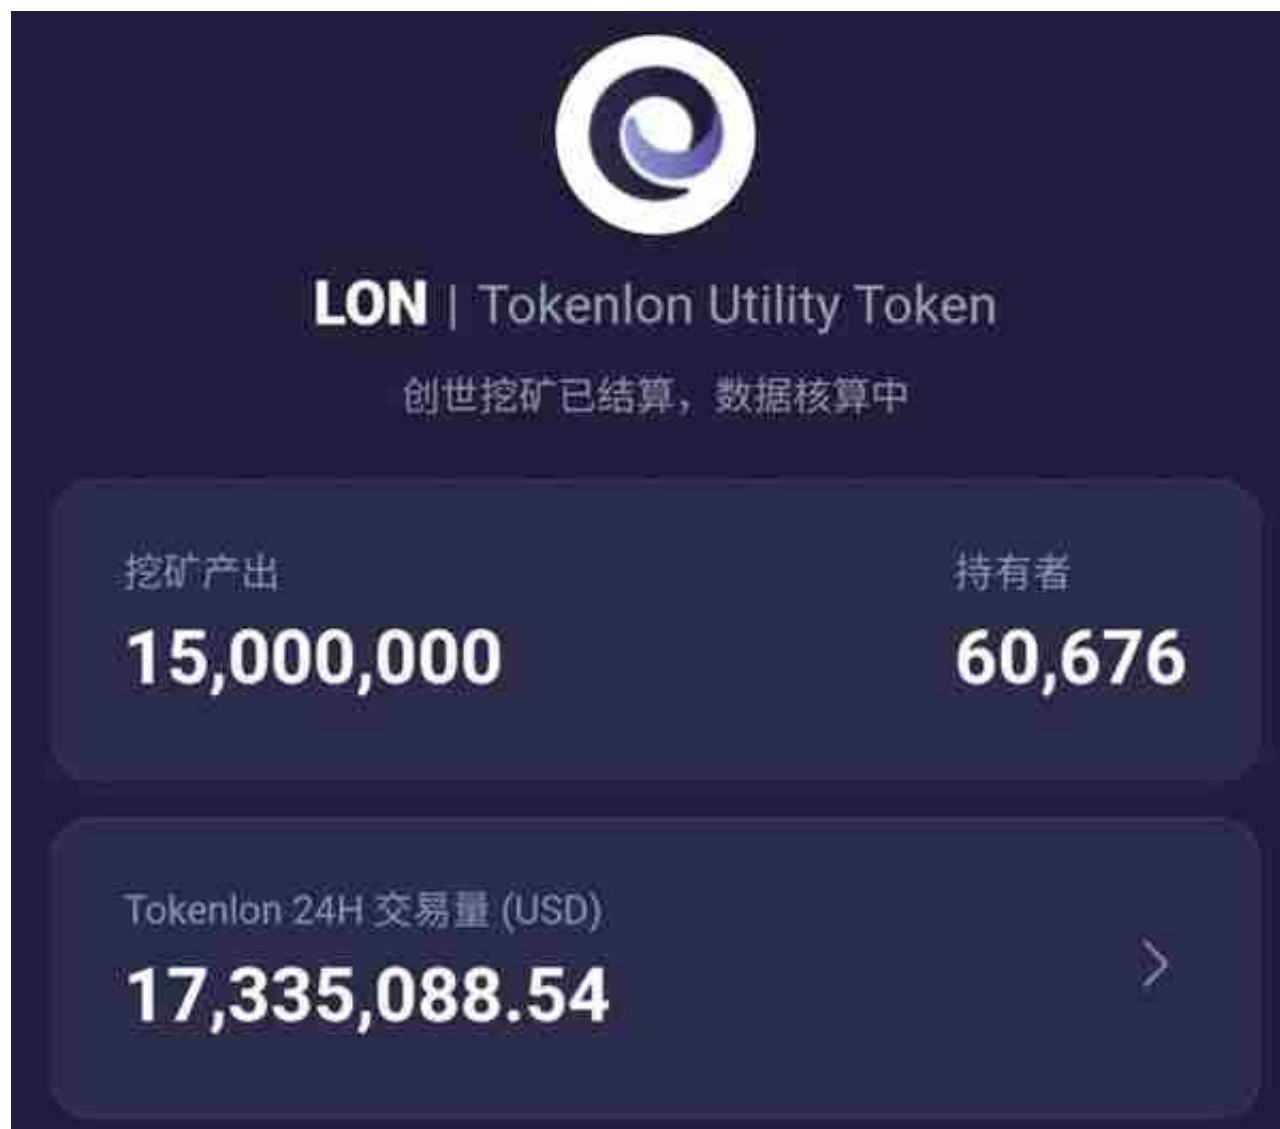 LON | Tokenlon Utility Token
创世挖矿已结算，数据核算中
挖矿产出
持有者
15,000,000
60,676
Tokenlon 24H 交易量 (USD)
17,335,088.54